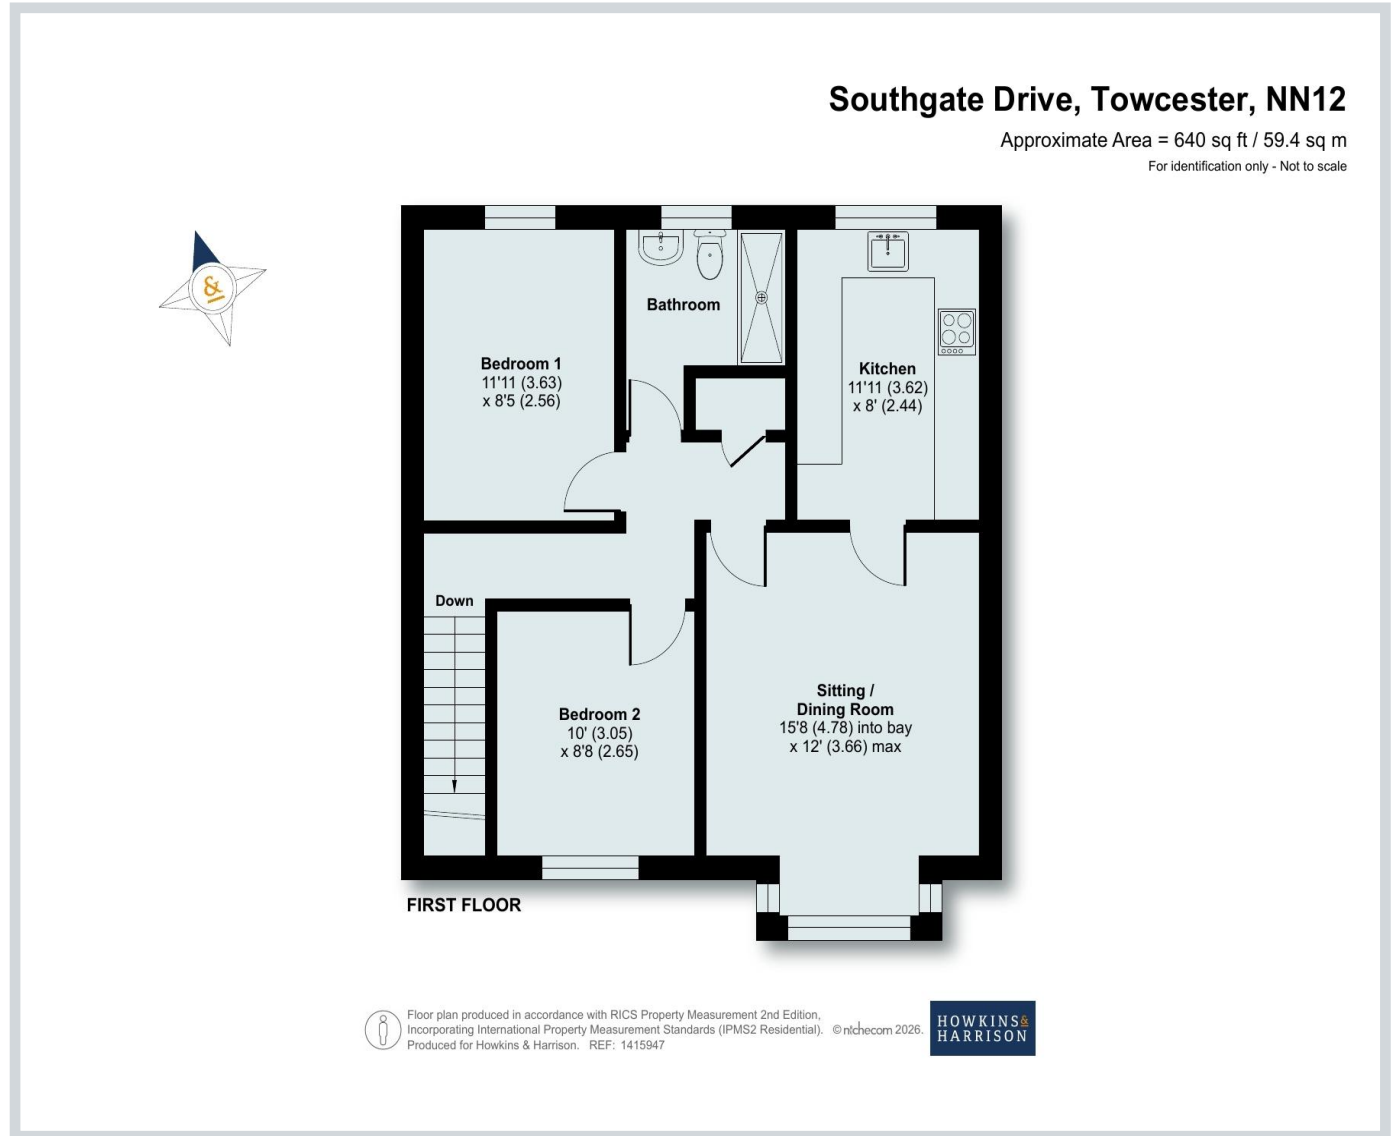 Southgate Drive, Towcester, NN12
Approximate Area = 640 sq ft / 59.4 sq m
For identification only - Not to scale
&
Bedroom 1
11'11 (3.63)
x 8'5 (2.56)
Bathroom
Kitchen
11'11 (3.62)
x 8' (2.44)
Down
Bedroom 2
10' (3.05)
x 8'8 (2.65)
Sitting /
Dining Room
15'8 (4.78) into bay
x 12' (3.66) max
FIRST FLOOR
Floor plan produced in accordance with RICS Property Measurement 2nd Edition,
Incorporating International Property Measurement Standards (IPMS2 Residential). © ntchecom 2026.
Produced for Howkins & Harrison. REF: 1415947
HOWKINS&
HARRISON